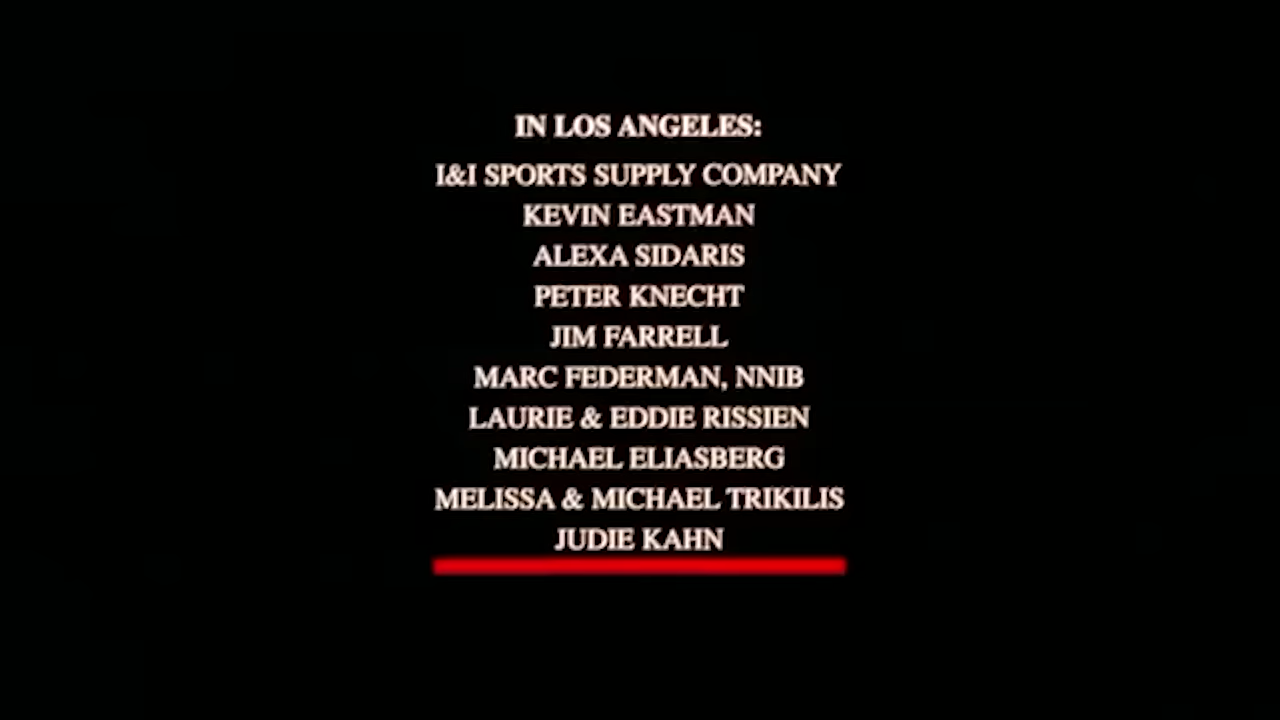 IN LOS ANGELES:
I&I SPORTS SUPPLY COMPANY
KEVIN EASTMAN
ALEXA SIDARIS
PETER KNECHT
JIM FARRELL
MARC FEDERMAN, NNIB
LAURIE & EDDIE RISSIEN
MICHAEL ELIASBERG
MELISSA & MICHAEL TRIKILIS
JUDIE KAHN